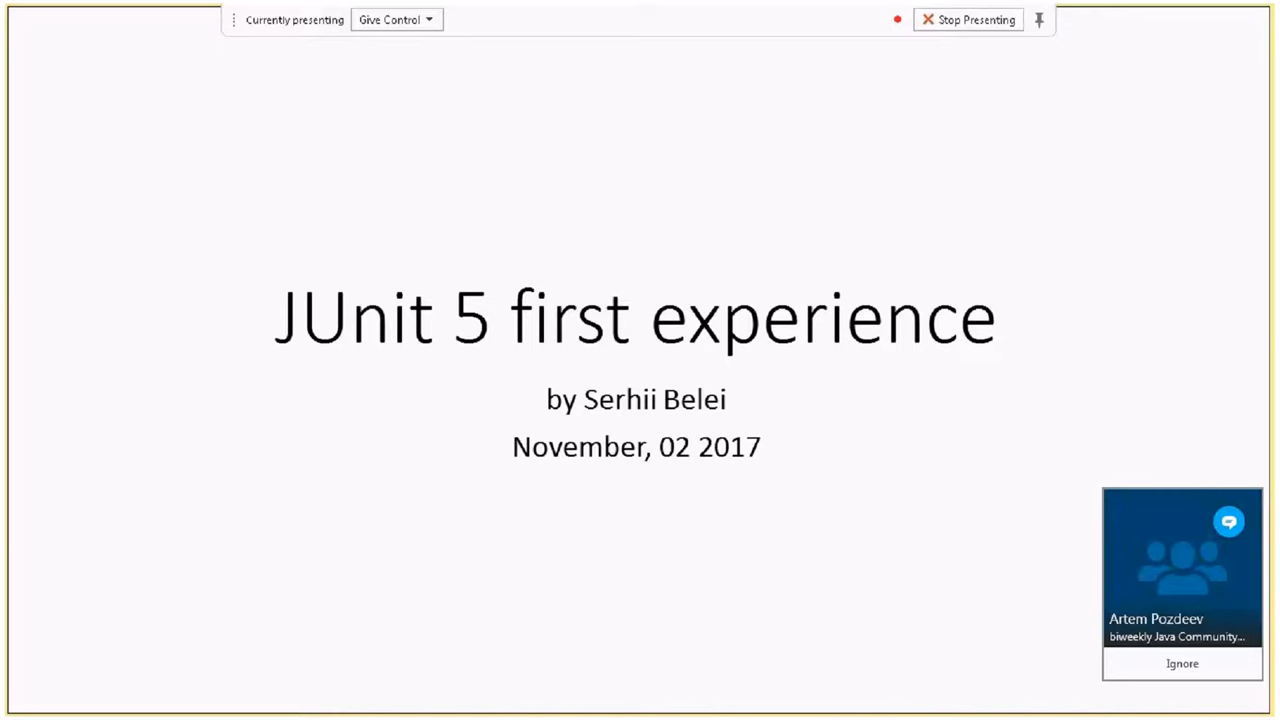 Currently presenting
Give Control
Stop Presenting
JUnit 5 first experience
by Serhii Belei
November, 02 2017
Artem Pozdeev
biweekly Java Community...
Ignore